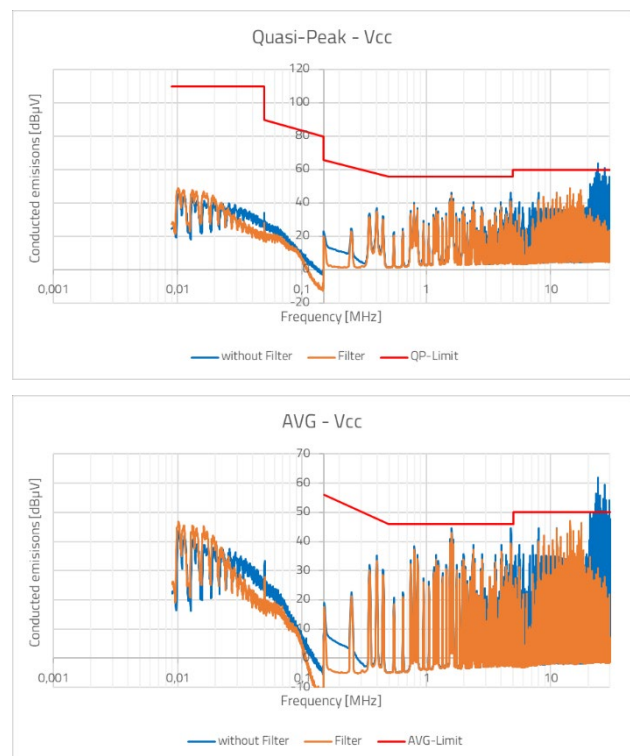 Quasi-Peak - Vcc
Conducted emisisons [dBµV]
120
100
80
60
40
20
0
-20
0,001
0,01
0,1
1
10
Frequency [MHz]
without Filter
Filter
QP-Limit
AVG - Vcc
Conducted emisisons [dBµV]
70
60
50
40
30
20
10
0
-10
0,001
0,01
0,1
1
10
Frequency [MHz]
without Filter
Filter
AVG-Limit